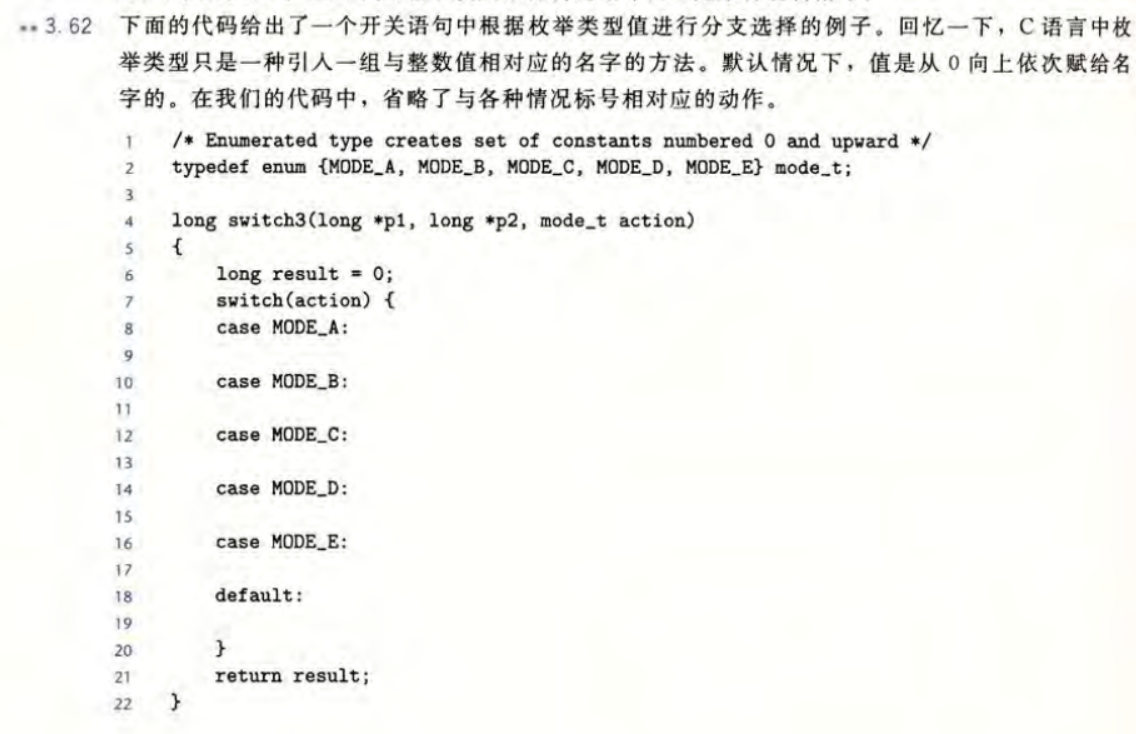 •• 3.62 下面的代码给出了一个开关语句中根据枚举类型值进行分支选择的例子。回忆一下，C 语言中枚
举类型只是一种引入一组与整数值相对应的名字的方法。默认情况下，值是从 0 向上依次赋给名
字的。在我们的代码中，省略了与各种情况标号相对应的动作。
1 /* Enumerated type creates set of constants numbered 0 and upward */
2 typedef enum {MODE_A, MODE_B, MODE_C, MODE_D, MODE_E} mode_t;
3
4 long switch3(long *p1, long *p2, mode_t action)
5 {
6 long result = 0;
7 switch(action) {
8 case MODE_A:
9
10 case MODE_B:
11
12 case MODE_C:
13
14 case MODE_D:
15
16 case MODE_E:
17
18 default:
19
20 }
21 return result;
22 }